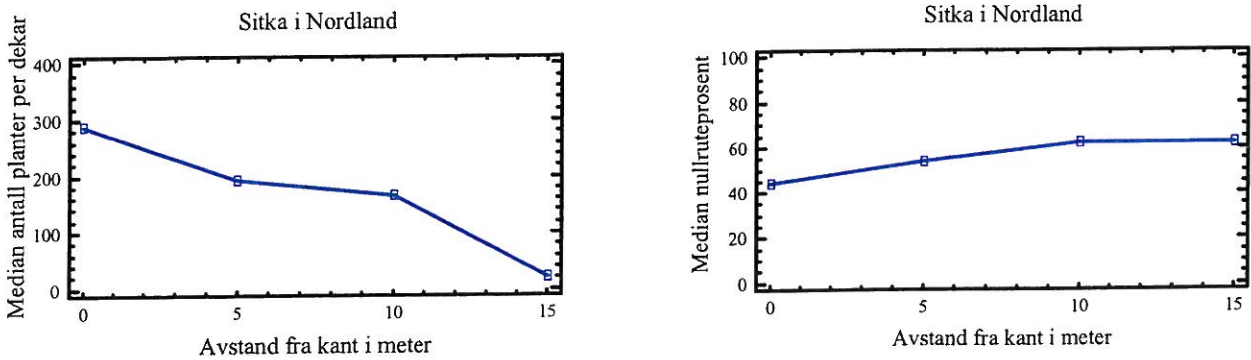 Sitka i Nordland
Median antall planter per dekar
400
300
200
100
0
0 5 10 15
Avstand fra kant i meter
Sitka i Nordland
Median nullruteprosent
100
80
60
40
20
0
0 5 10 15
Avstand fra kant i meter